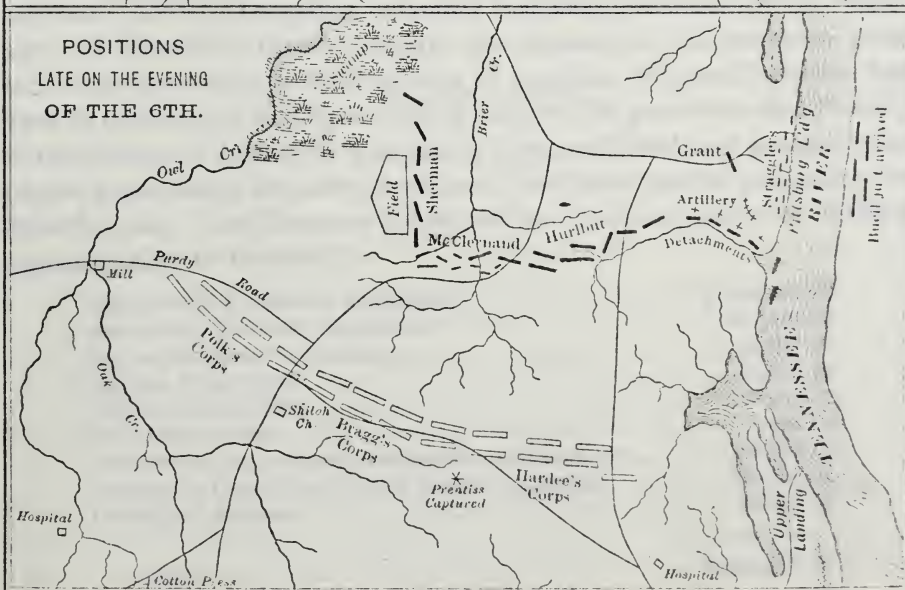 POSITIONS
LATE ON THE EVENING
OF THE 6TH.
Swamp
Brier
Cr.
Owl
Cr.
Field
Sherman
McClernand
Hurlbut
Grant
Artillery
Detachments
Stragglers
Pittsburg L'd'g
RIVER
TENNESSEE
Buell just arrived
Mill
Purdy
Road
Polk's
Corps
Oak
Cr.
Shiloh
Ch.
Bragg's
Corps
Prentiss
Captured
Hardee's
Corps
Upper
Landing
Hospital
Hospital
Cotton Press